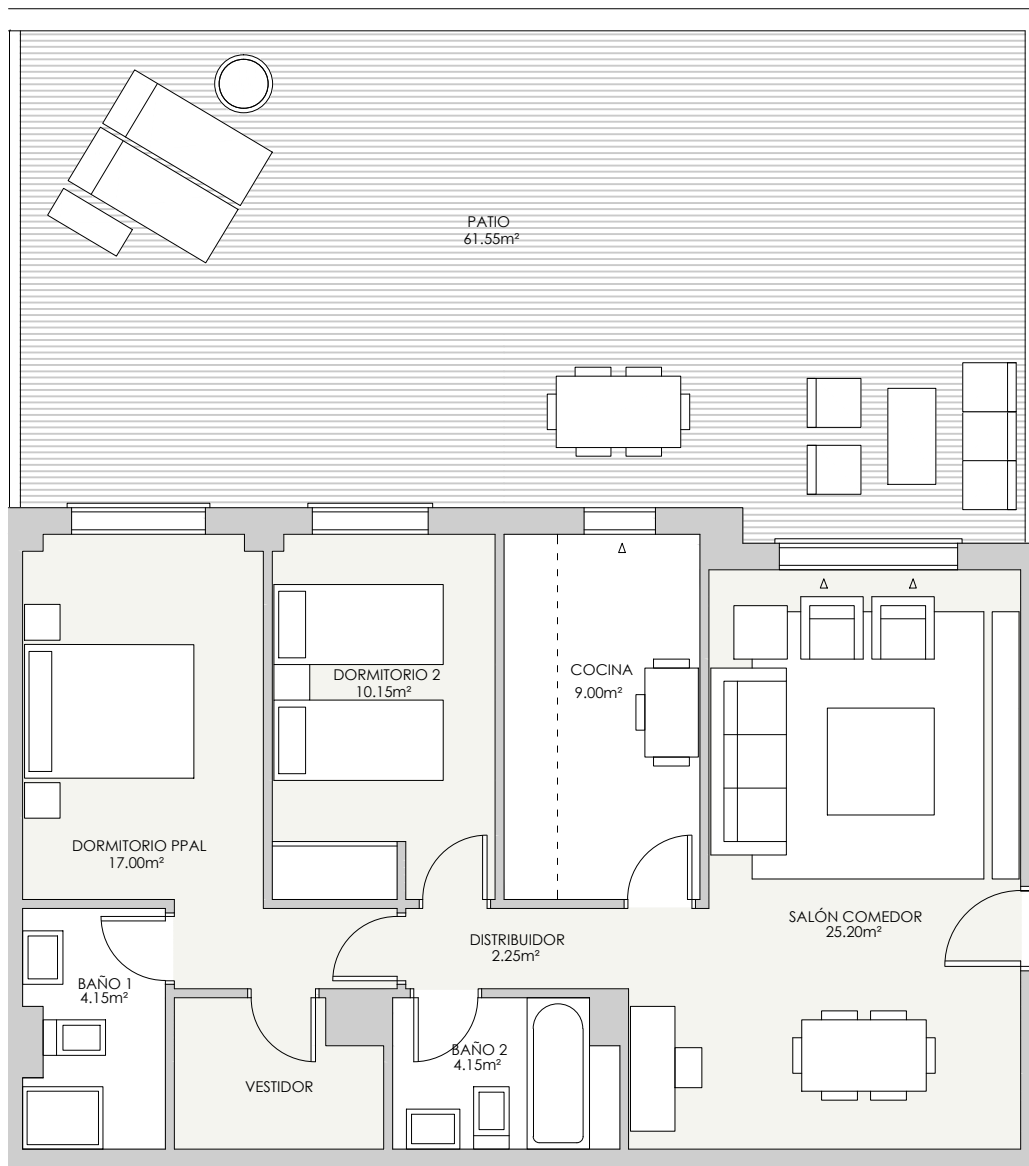 PATIO
61.55m²
DORMITORIO 2
10.15m²
COCINA
9.00m²
DORMITORIO PPAL
17.00m²
SALÓN COMEDOR
25.20m²
DISTRIBUIDOR
2.25m²
BAÑO 1
4.15m²
BAÑO 2
4.15m²
VESTIDOR